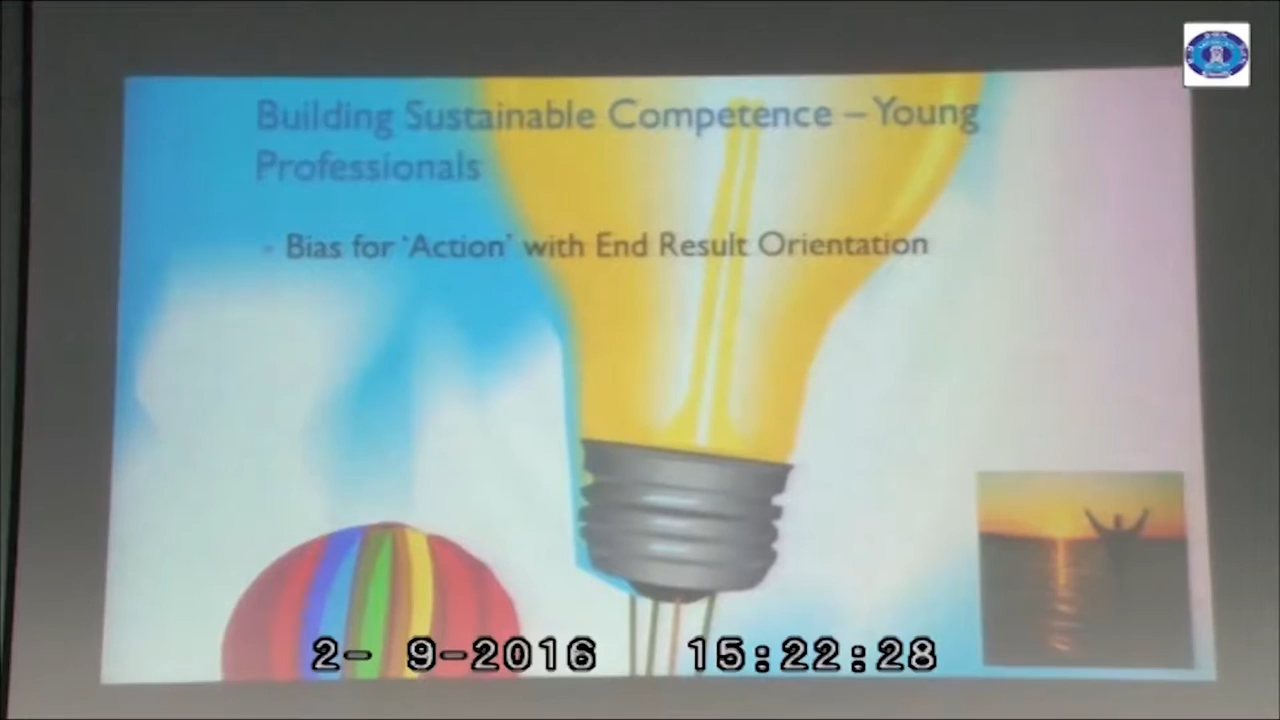 Building Sustainable Competence – Young
Professionals
Bias for ‘Action’ with End Result Orientation
2- 9-2016 15:22:28